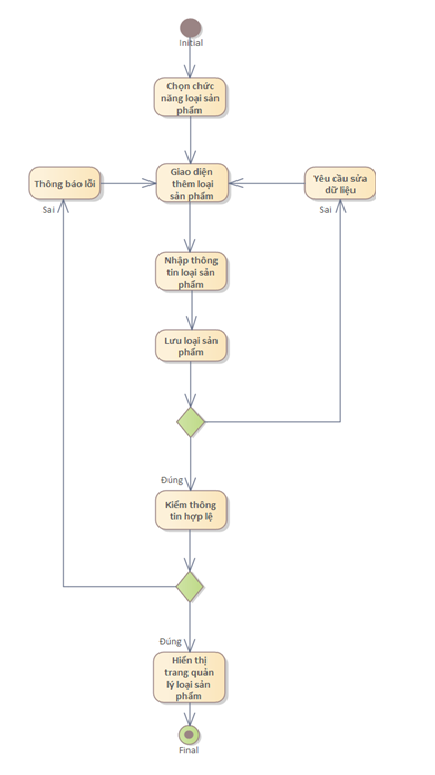 Initial
Chọn chức
năng loại sản
phẩm
Thông báo lỗi
Giao diện
thêm loại
sản phẩm
Yêu cầu sửa
dữ liệu
Sai
Sai
Nhập thông
tin loại sản
phẩm
Lưu loại sản
phẩm
Đúng
Kiểm thông
tin hợp lệ
Đúng
Hiển thị
trang quản
lý loại sản
phẩm
Finall